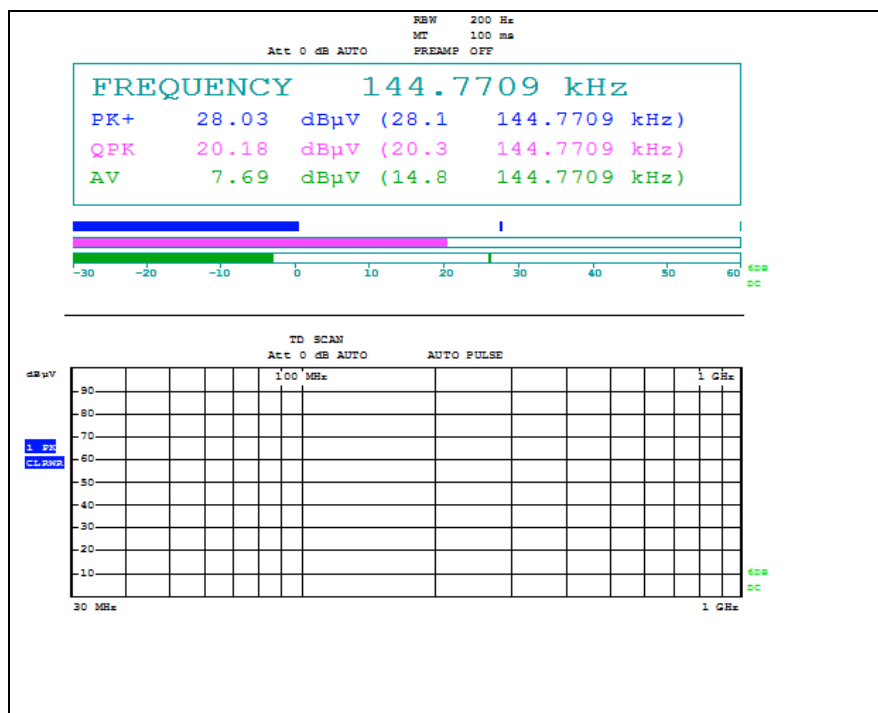 RBW 200 Hz
MT 100 ms
Att 0 dB AUTO PREAMP OFF
FREQUENCY 144.7709 kHz
PK+ 28.03 dBµV (28.1 144.7709 kHz)
QPK 20.18 dBµV (20.3 144.7709 kHz)
AV 7.69 dBµV (14.8 144.7709 kHz)
-30 -20 -10 0 10 20 30 40 50 60
6DB
DC
TD SCAN
Att 0 dB AUTO AUTO PULSE
dBµV
100 MHz 1 GHz
90
80
70
1 PK
CLRWR
60
50
40
30
20
10
6DB
DC
30 MHz 1 GHz